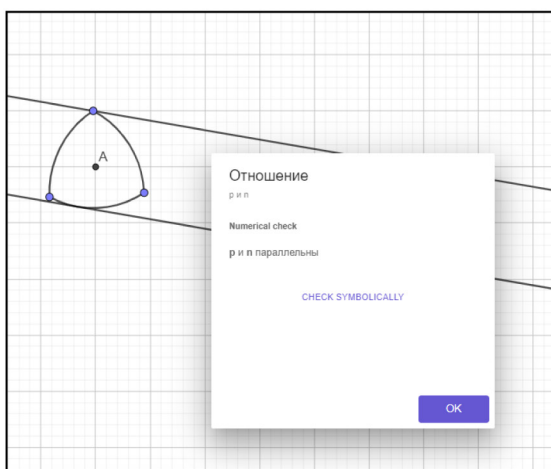 A
Отношение
p и n
Numerical check
p и n параллельны
CHECK SYMBOLICALLY
OK